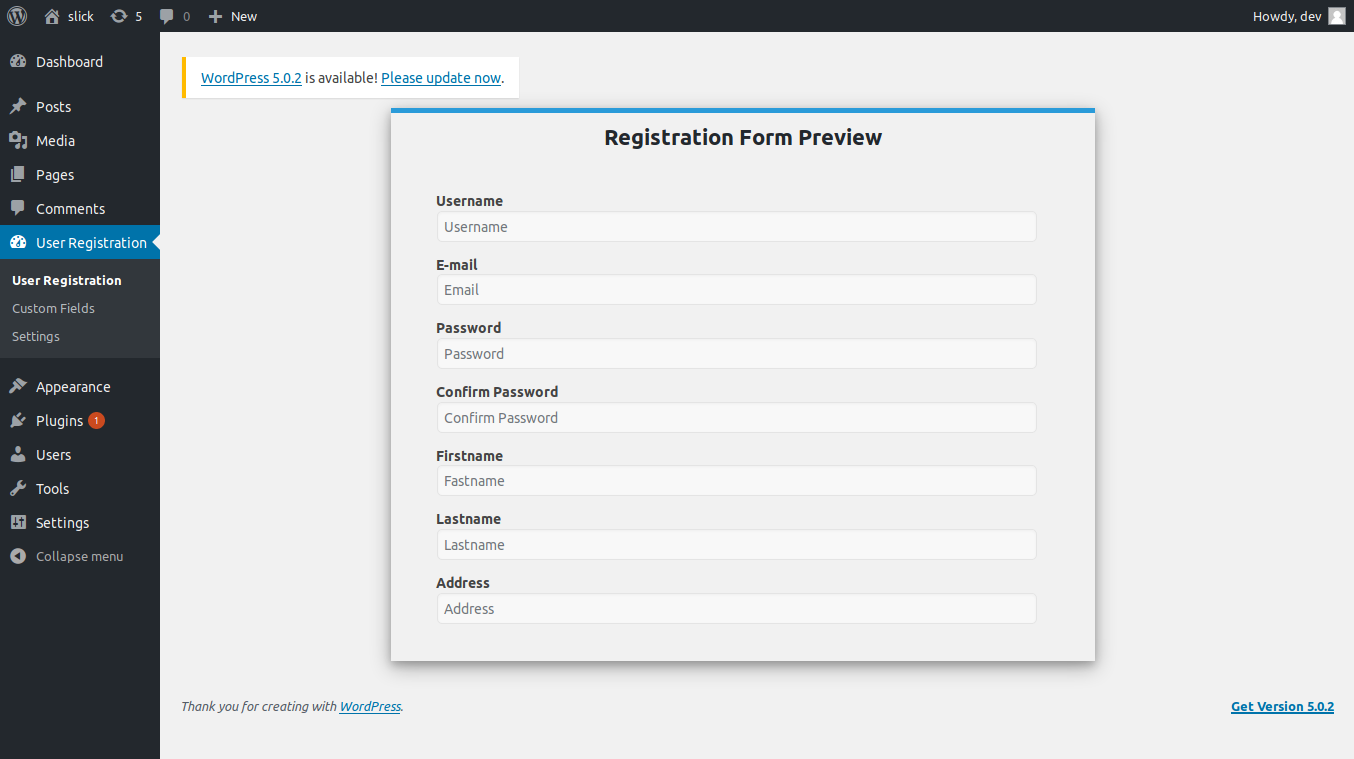 slick 5 0 New Howdy, dev
Dashboard
Posts
Media
Pages
Comments
User Registration
User Registration
Custom Fields
Settings
Appearance
Plugins 1
Users
Tools
Settings
Collapse menu
WordPress 5.0.2 is available! Please update now.
Registration Form Preview
Username
Username
E-mail
Email
Password
Password
Confirm Password
Confirm Password
Firstname
Fastname
Lastname
Lastname
Address
Address
Thank you for creating with WordPress.
Get Version 5.0.2